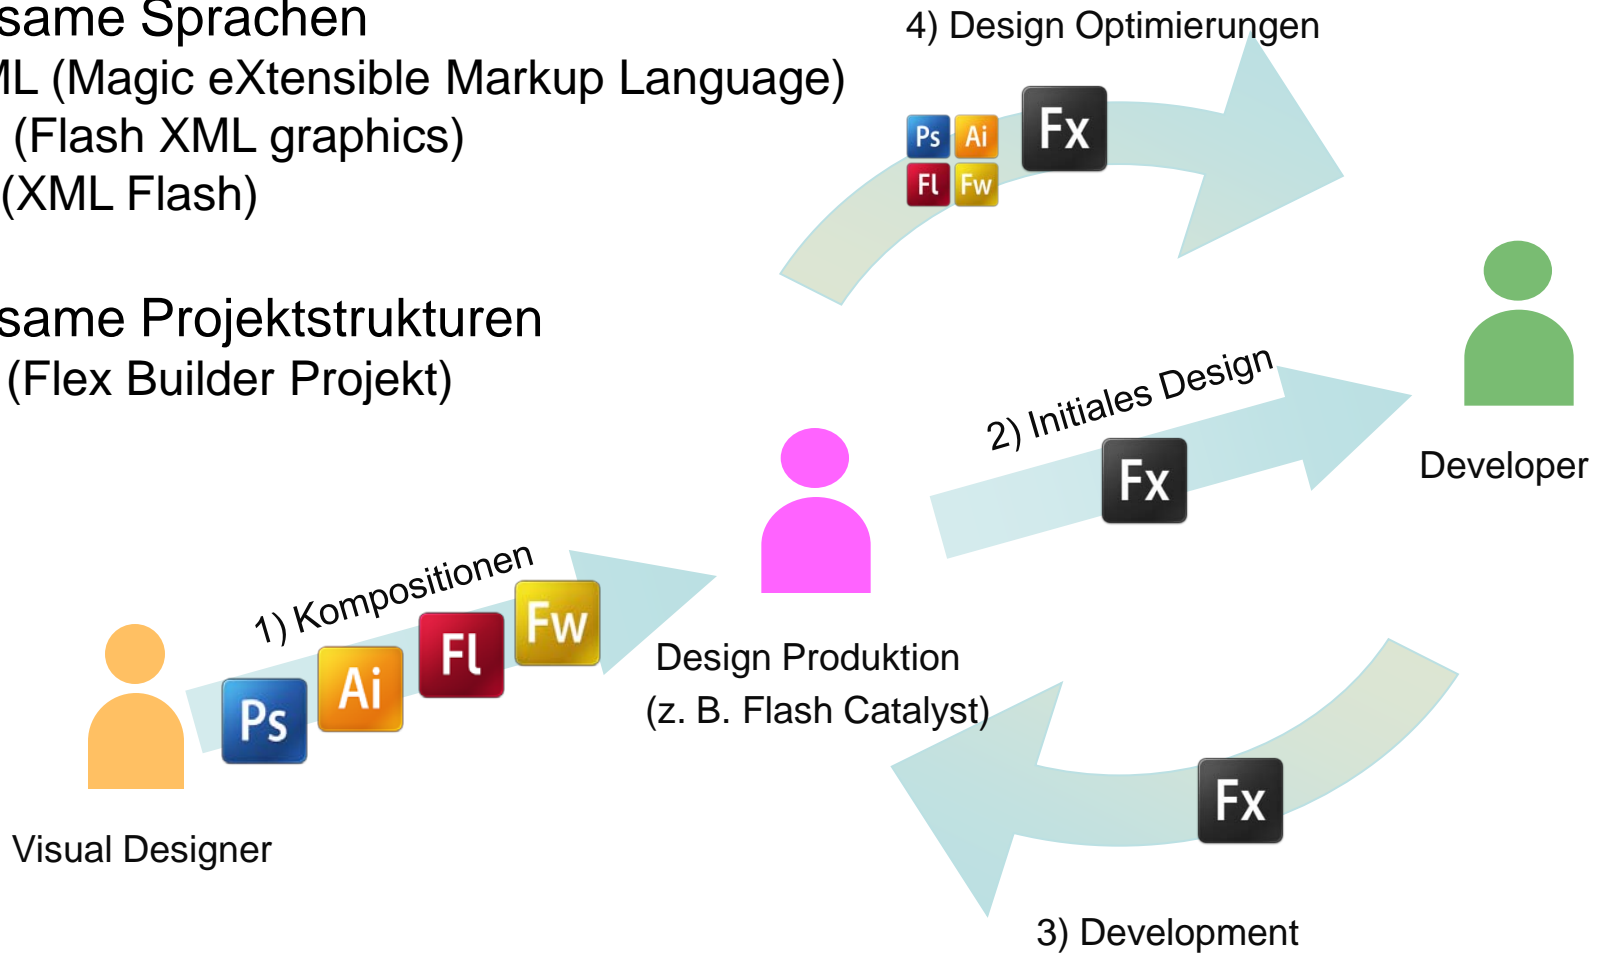 same Sprachen
ML (Magic eXtensible Markup Language)
(Flash XML graphics)
(XML Flash)
same Projektstrukturen
(Flex Builder Projekt)
4) Design Optimierungen
Ps Ai
Fl Fw
Fx
2) Initiales Design
Fx
Developer
1) Kompositionen
Ps Ai Fl Fw
Design Produktion
(z. B. Flash Catalyst)
Visual Designer
Fx
3) Development